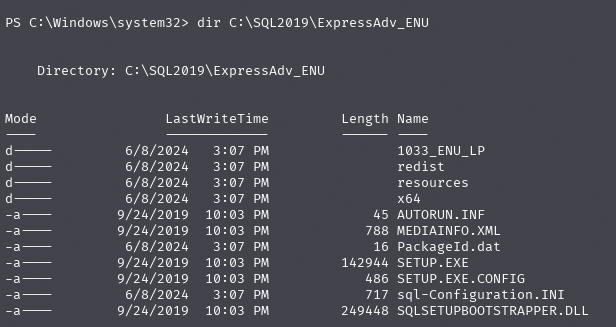 PS C:\Windows\system32> dir C:\SQL2019\ExpressAdv_ENU
Directory: C:\SQL2019\ExpressAdv_ENU
Mode LastWriteTime Length Name
---- ------------- ------ ----
d----- 6/8/2024 3:07 PM 1033_ENU_LP
d----- 6/8/2024 3:07 PM redist
d----- 6/8/2024 3:07 PM resources
d----- 6/8/2024 3:07 PM x64
-a---- 9/24/2019 10:03 PM 45 AUTORUN.INF
-a---- 9/24/2019 10:03 PM 788 MEDIAINFO.XML
-a---- 6/8/2024 3:07 PM 16 PackageId.dat
-a---- 9/24/2019 10:03 PM 142944 SETUP.EXE
-a---- 9/24/2019 10:03 PM 486 SETUP.EXE.CONFIG
-a---- 6/8/2024 3:07 PM 717 sql-Configuration.INI
-a---- 9/24/2019 10:03 PM 249448 SQLSETUPBOOTSTRAPPER.DLL